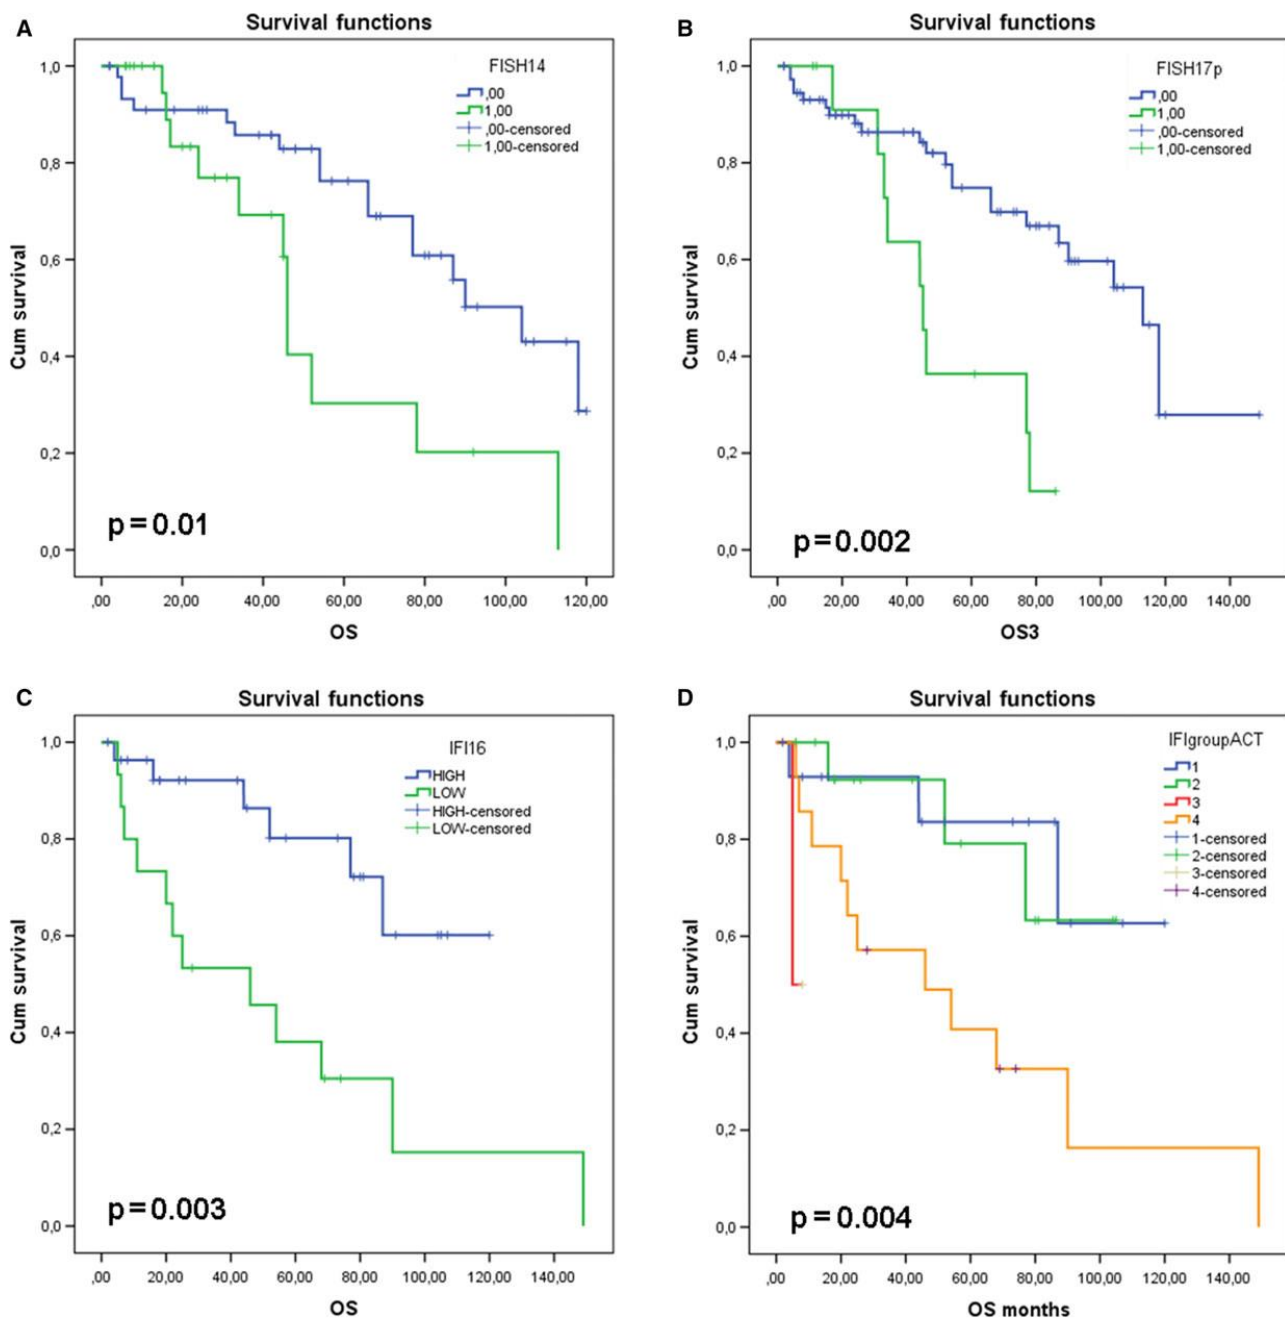 A
Survival functions
FISH14
,00
1,00
,00-censored
1,00-censored
Cum survival
1,0
0,8
0,6
0,4
0,2
0,0
p=0.01
,00 20,00 40,00 60,00 80,00 100,00 120,00
OS
B
Survival functions
FISH17p
,00
1,00
,00-censored
1,00-censored
Cum survival
1,0
0,8
0,6
0,4
0,2
0,0
p=0.002
,00 20,00 40,00 60,00 80,00 100,00 120,00 140,00
OS3
C
Survival functions
IFI16
HIGH
LOW
HIGH-censored
LOW-censored
Cum survival
1,0
0,8
0,6
0,4
0,2
0,0
p=0.003
,00 20,00 40,00 60,00 80,00 100,00 120,00 140,00
OS
D
Survival functions
IFIgroupACT
1
2
3
4
1-censored
2-censored
3-censored
4-censored
Cum survival
1,0
0,8
0,6
0,4
0,2
0,0
p=0.004
,00 20,00 40,00 60,00 80,00 100,00 120,00 140,00
OS months